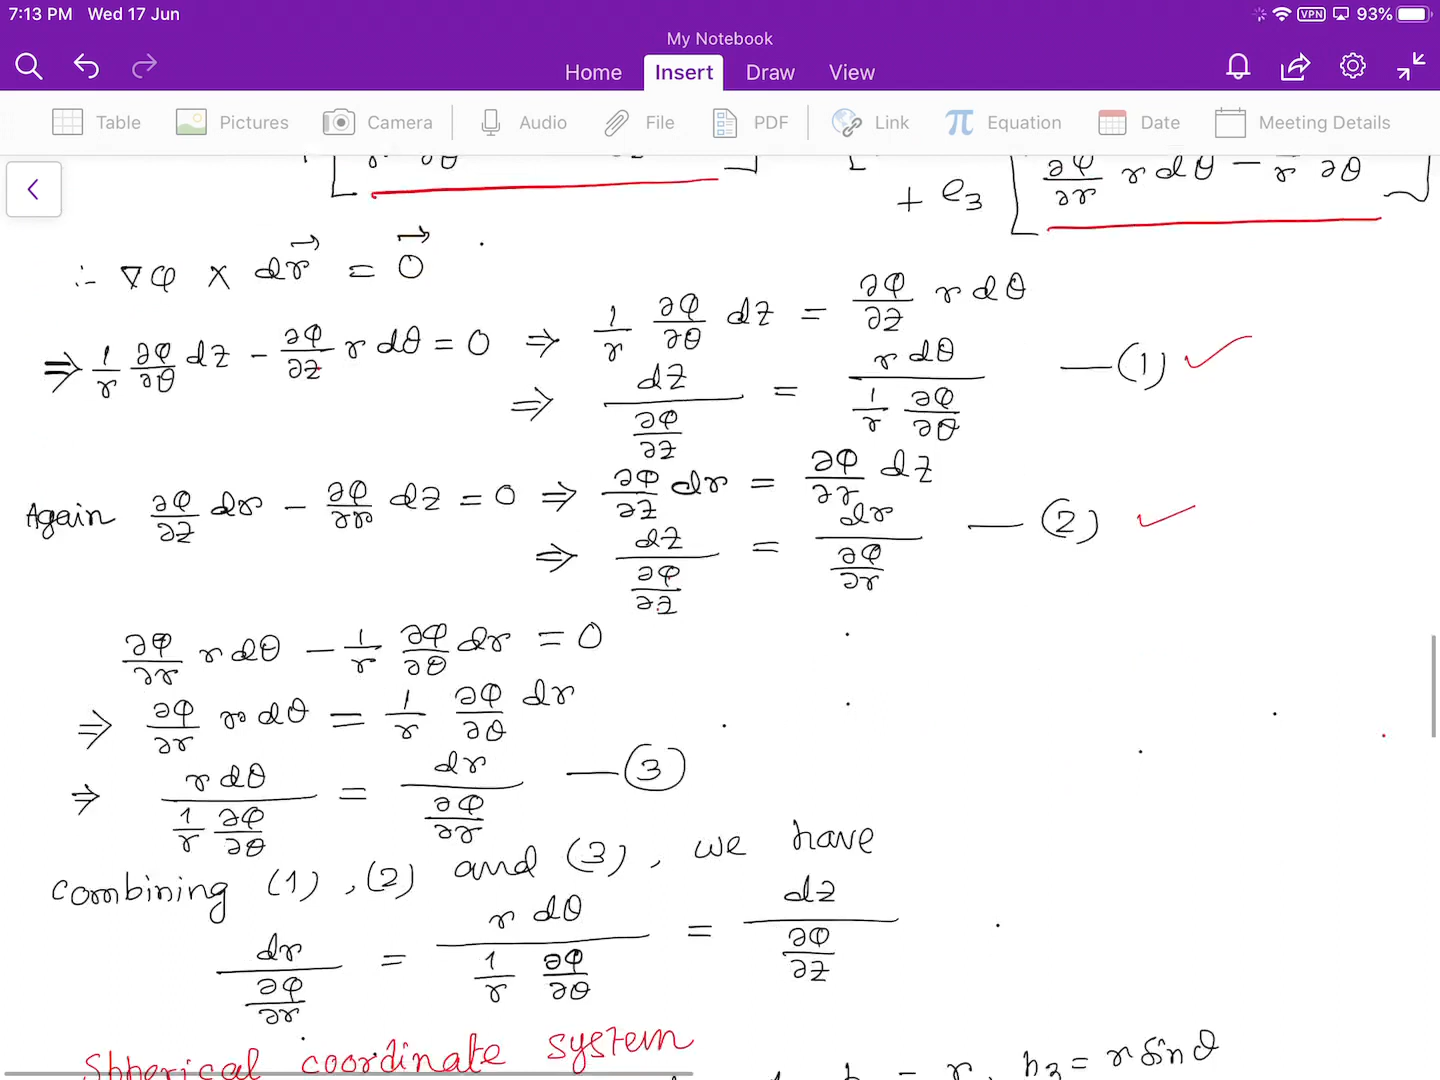 7:13 PM Wed 17 Jun VPN 93%
My Notebook
Home Insert Draw View
Table Pictures Camera Audio File PDF Link Equation Date Meeting Details
+ e₃ [ ∂φ/∂r r dθ − 1/r ∂θ ]
∴ ∇φ × dr⃗ = 0⃗
⇒ 1/r ∂φ/∂θ dz − ∂φ/∂z r dθ = 0 ⇒ 1/r ∂φ/∂θ dz = ∂φ/∂z r dθ
⇒ dz / (∂φ/∂z) = r dθ / (1/r ∂φ/∂θ) —(1) ✓
Again ∂φ/∂z dr − ∂φ/∂r dz = 0 ⇒ ∂φ/∂z dr = ∂φ/∂r dz
⇒ dz / (∂φ/∂z) = dr / (∂φ/∂r) — (2) ✓
∂φ/∂r r dθ − 1/r ∂φ/∂θ dr = 0
⇒ ∂φ/∂r r dθ = 1/r ∂φ/∂θ dr
⇒ r dθ / (1/r ∂φ/∂θ) = dr / (∂φ/∂r) — (3)
combining (1), (2) and (3), we have
dr / (∂φ/∂r) = r dθ / (1/r ∂φ/∂θ) = dz / (∂φ/∂z)
Spherical coordinate system
= r, h₃ = r sinθ